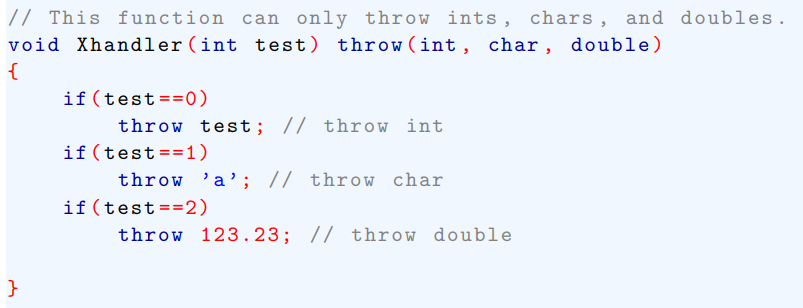 // This function can only throw ints, chars, and doubles.
void Xhandler(int test) throw(int, char, double)
{
if(test==0)
throw test; // throw int
if(test==1)
throw ’a’; // throw char
if(test==2)
throw 123.23; // throw double
}